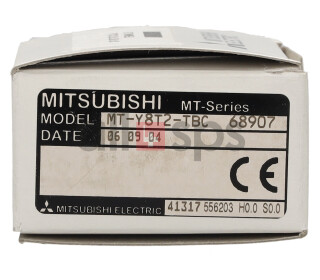 MITSUBISHI MT-Series
MODEL MT-Y8T2-TBC 68907
DATE 06 09 04
CE
MITSUBISHI ELECTRIC 41317 556203 H0.0 S0.0